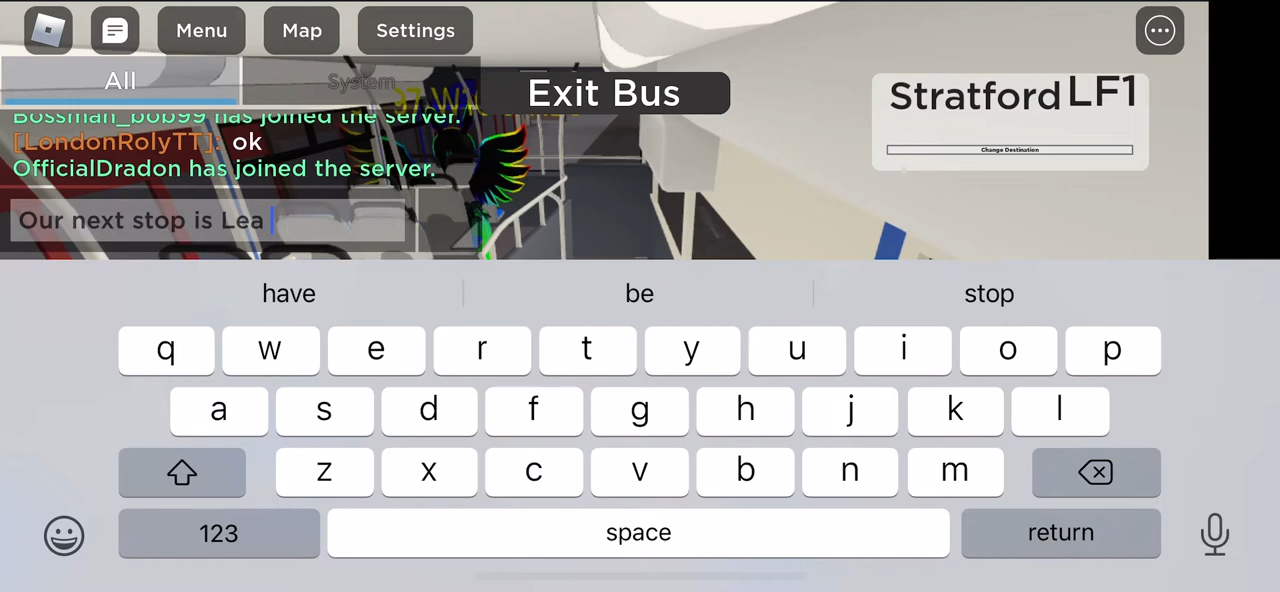 Menu
Map
Settings
All
System
Exit Bus
Stratford LF1
Change Destination
Bossman_bob99 has joined the server.
[LondonRolyTT]: ok
OfficialDradon has joined the server.
Our next stop is Lea
have
be
stop
q w e r t y u i o p
a s d f g h j k l
z x c v b n m
123
space
return